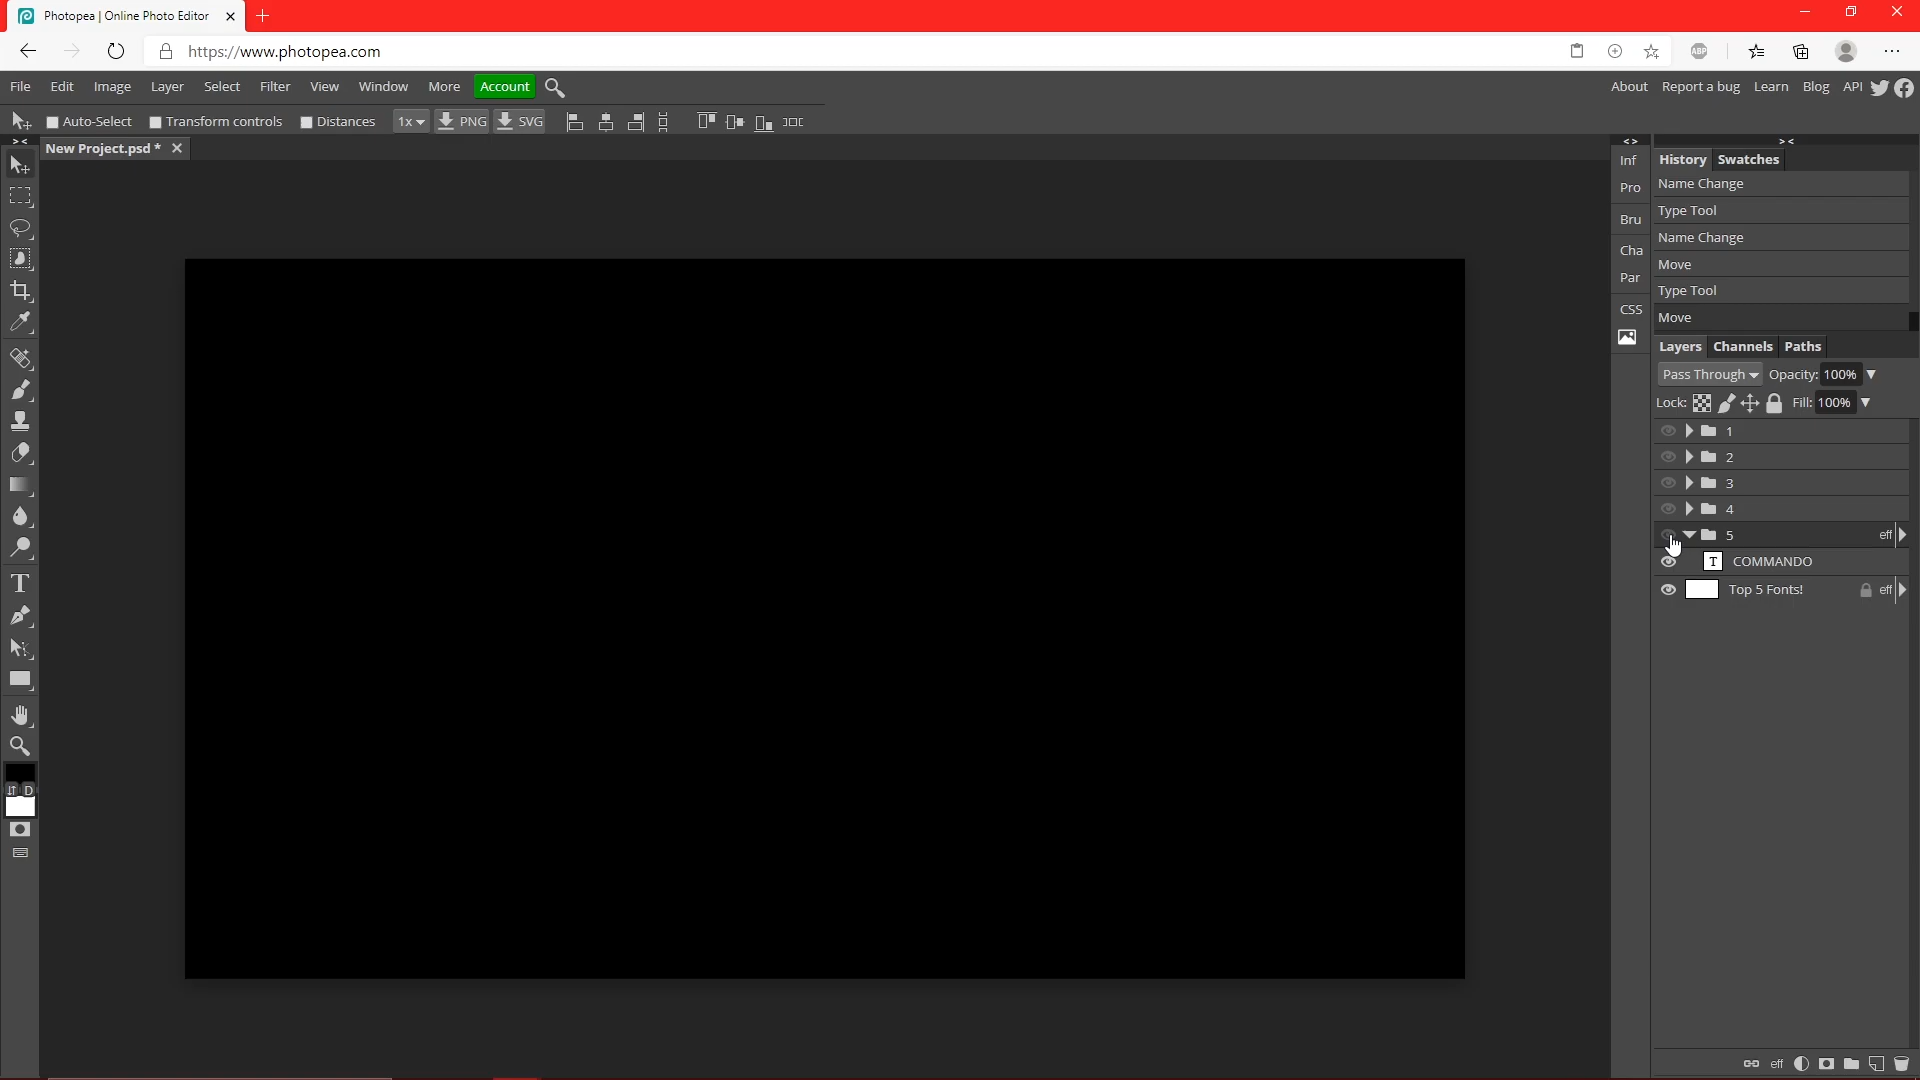 Photopea | Online Photo Editor
https://www.photopea.com
ABP
File Edit Image Layer Select Filter View Window More Account
About Report a bug Learn Blog API
Auto-Select Transform controls Distances 1x PNG SVG
New Project.psd *
Inf
Pro
Bru
Cha
Par
CSS
History Swatches
Name Change
Type Tool
Name Change
Move
Type Tool
Move
Layers Channels Paths
Pass Through Opacity: 100%
Lock: Fill: 100%
1
2
3
4
5 eff
T COMMANDO
Top 5 Fonts! eff
T
D
eff